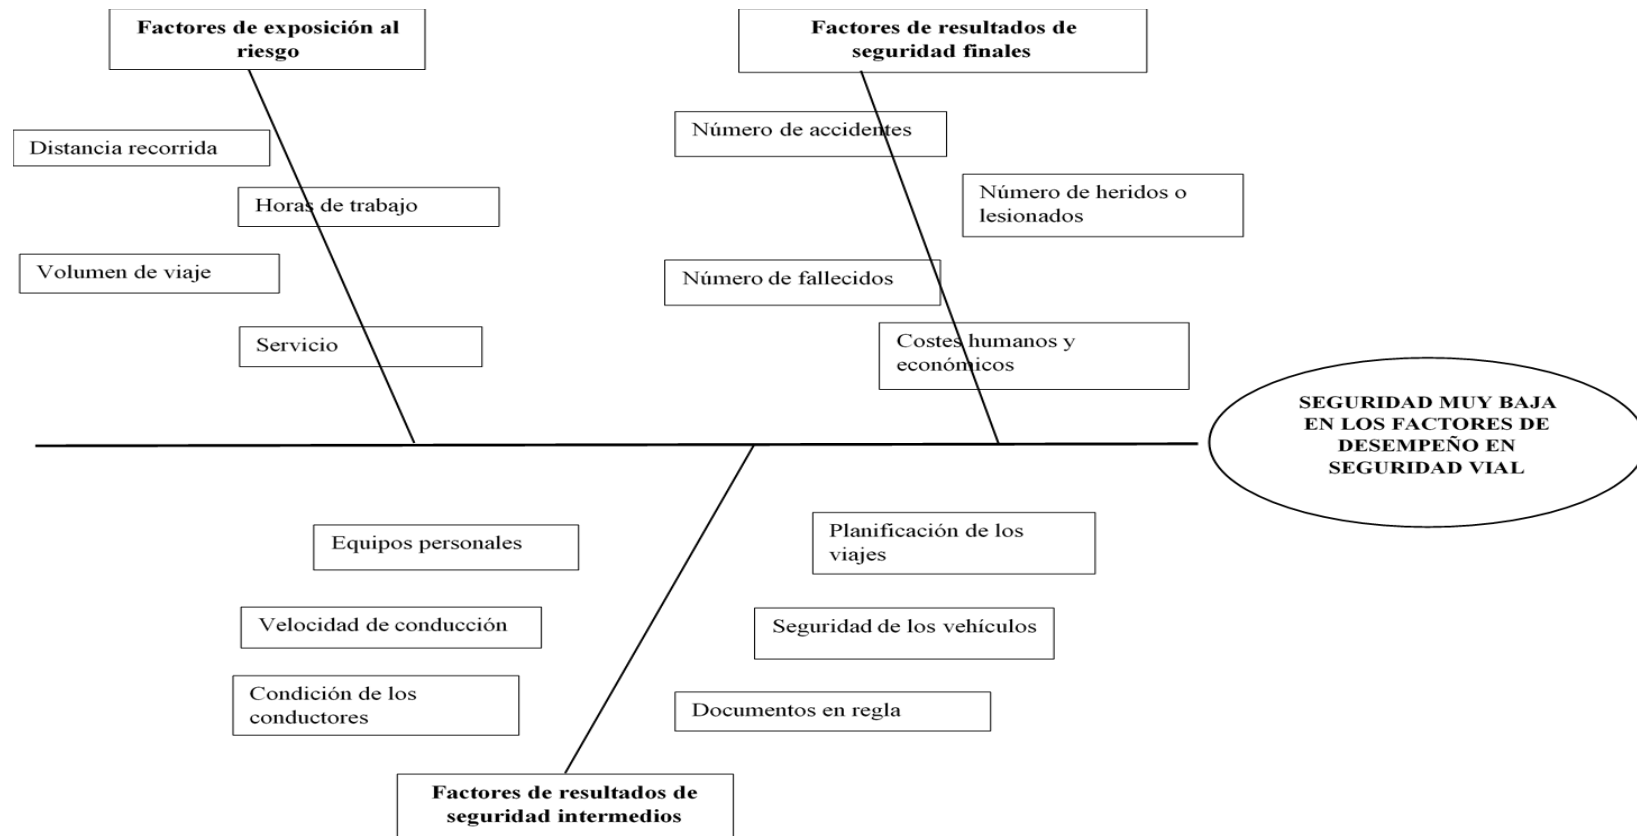 Factores de exposición al
riesgo
Factores de resultados de
seguridad finales
Distancia recorrida
Horas de trabajo
Volumen de viaje
Servicio
Número de accidentes
Número de heridos o
lesionados
Número de fallecidos
Costes humanos y
económicos
SEGURIDAD MUY BAJA
EN LOS FACTORES DE
DESEMPEÑO EN
SEGURIDAD VIAL
Equipos personales
Velocidad de conducción
Condición de los
conductores
Planificación de los
viajes
Seguridad de los vehículos
Documentos en regla
Factores de resultados de
seguridad intermedios